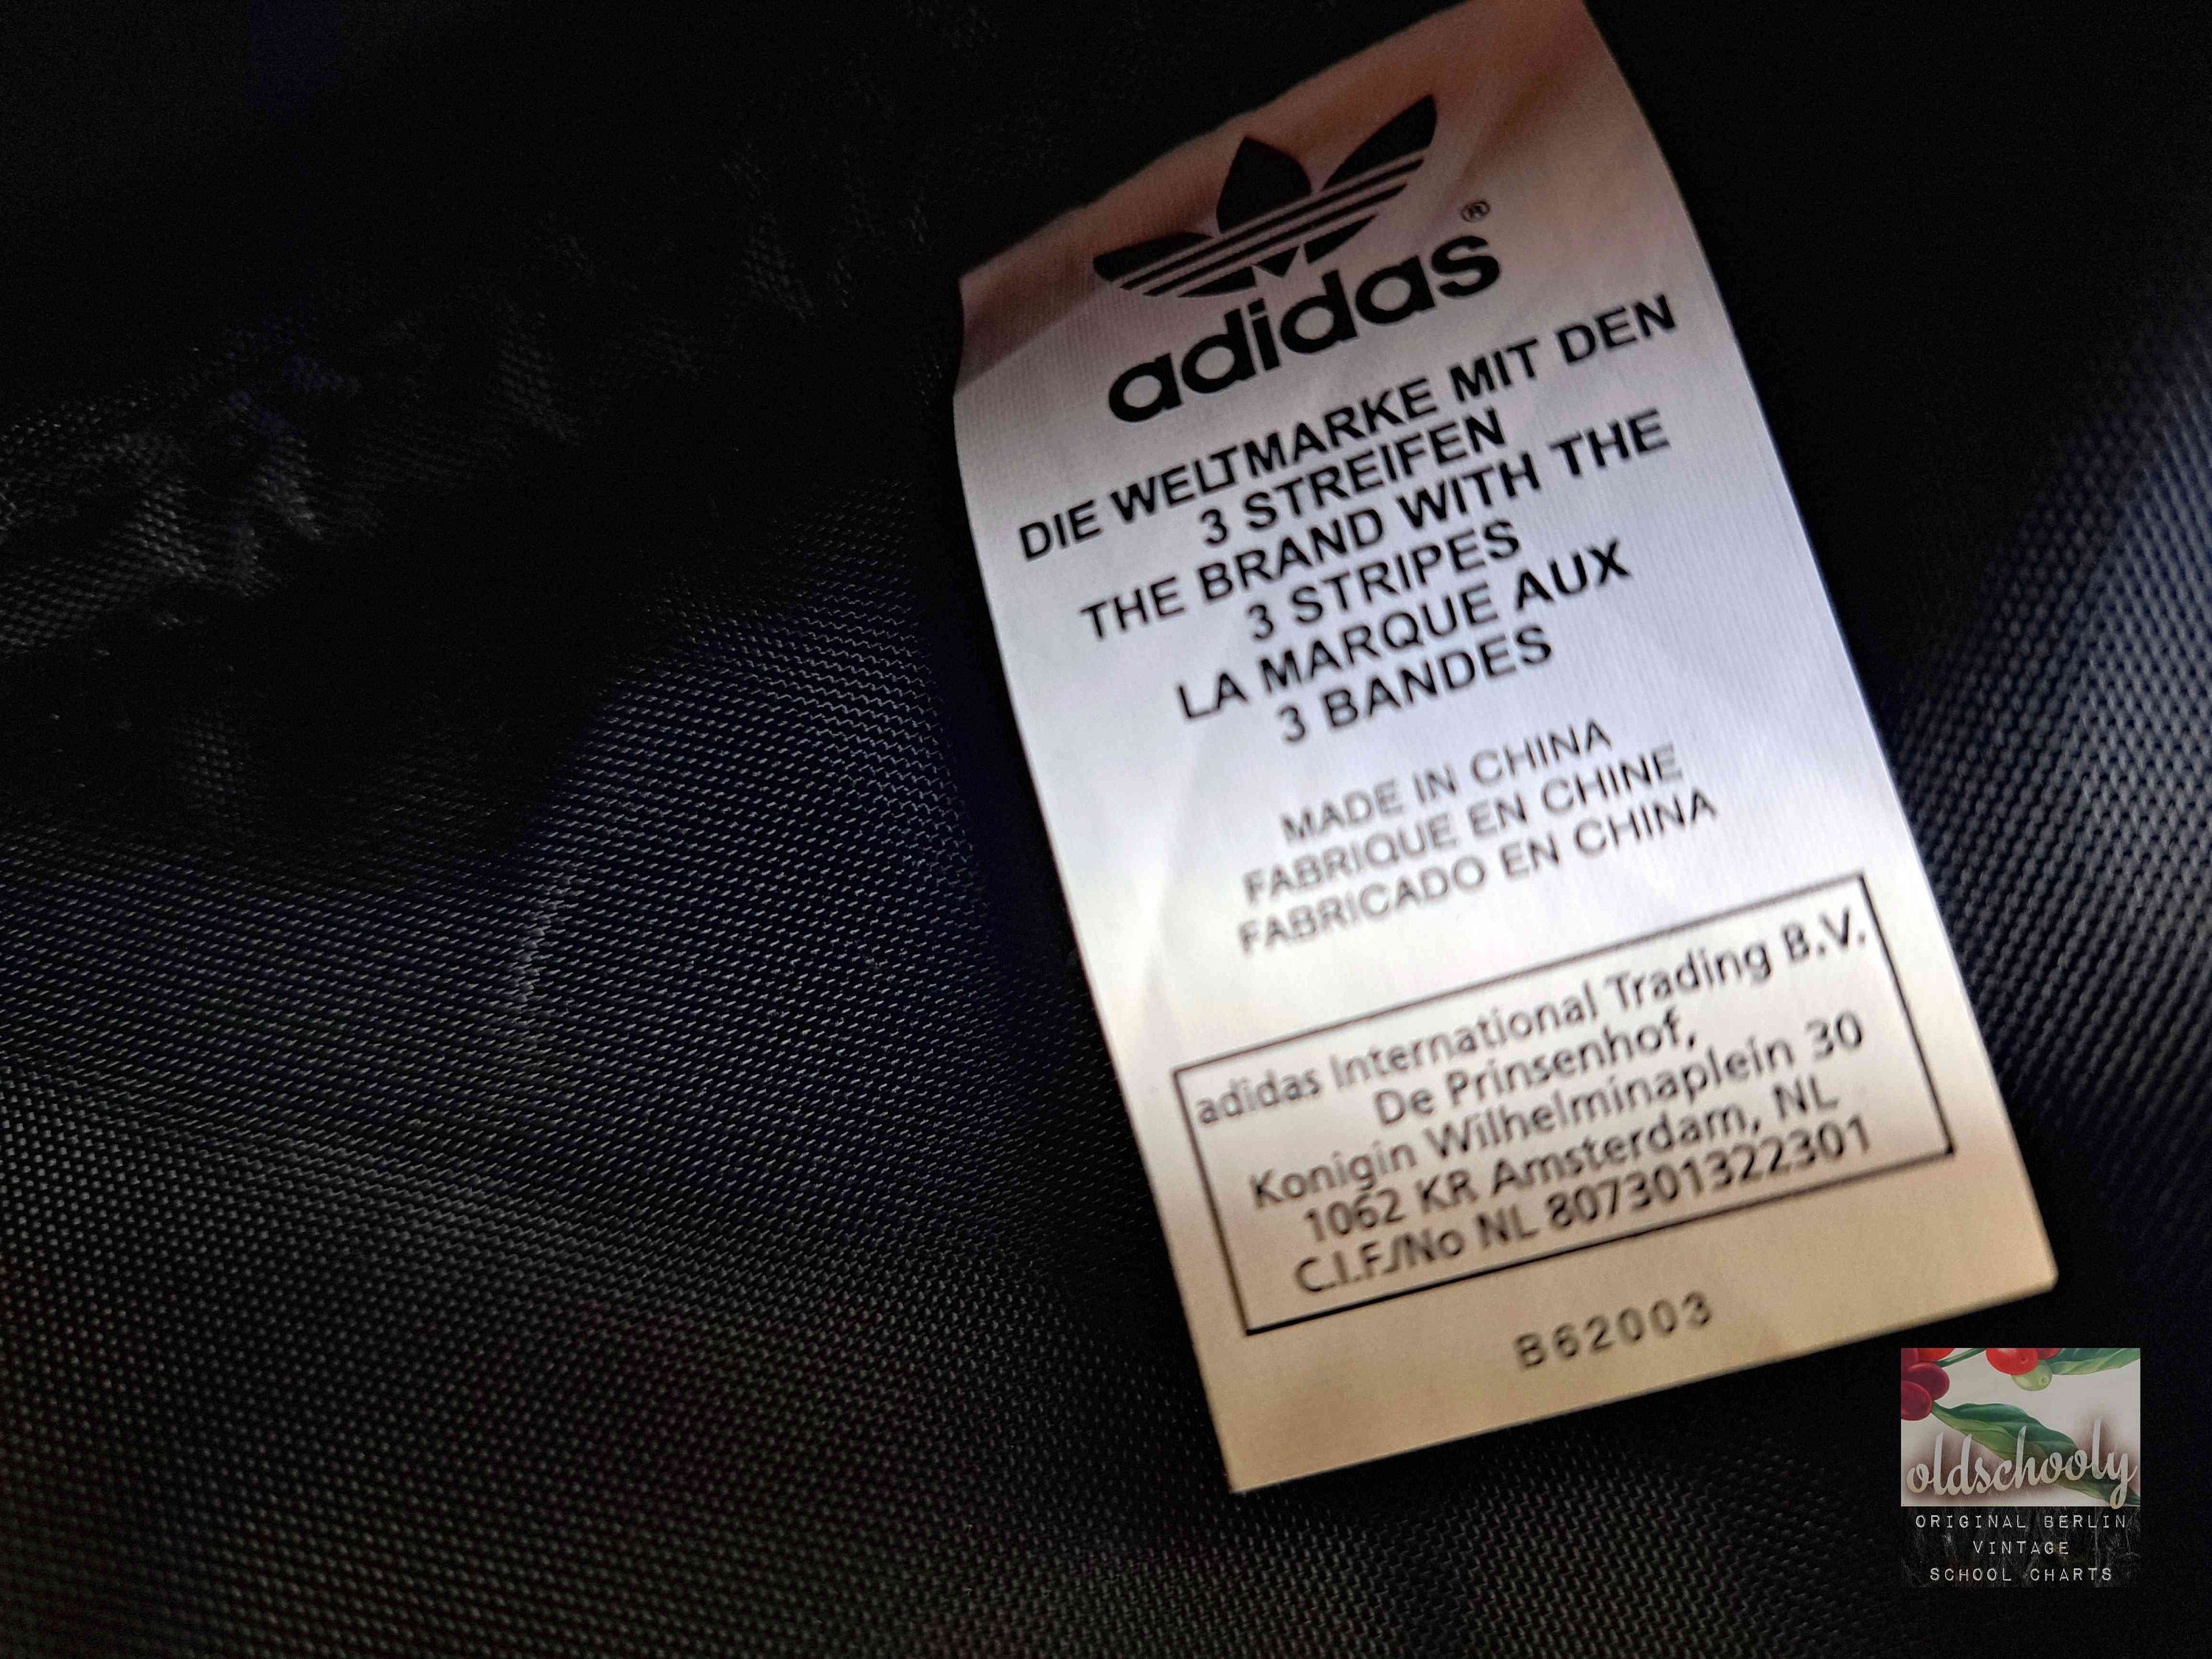 adidas ®
DIE WELTMARKE MIT DEN
3 STREIFEN
THE BRAND WITH THE
3 STRIPES
LA MARQUE AUX
3 BANDES
MADE IN CHINA
FABRIQUE EN CHINE
FABRICADO EN CHINA
adidas International Trading B.V.
De Prinsenhof,
Konigin Wilhelminaplein 30
1062 KR Amsterdam, NL
C.I.F./No NL 807301322301
B62003
oldschooly
ORIGINAL BERLIN
VINTAGE
SCHOOL CHARTS